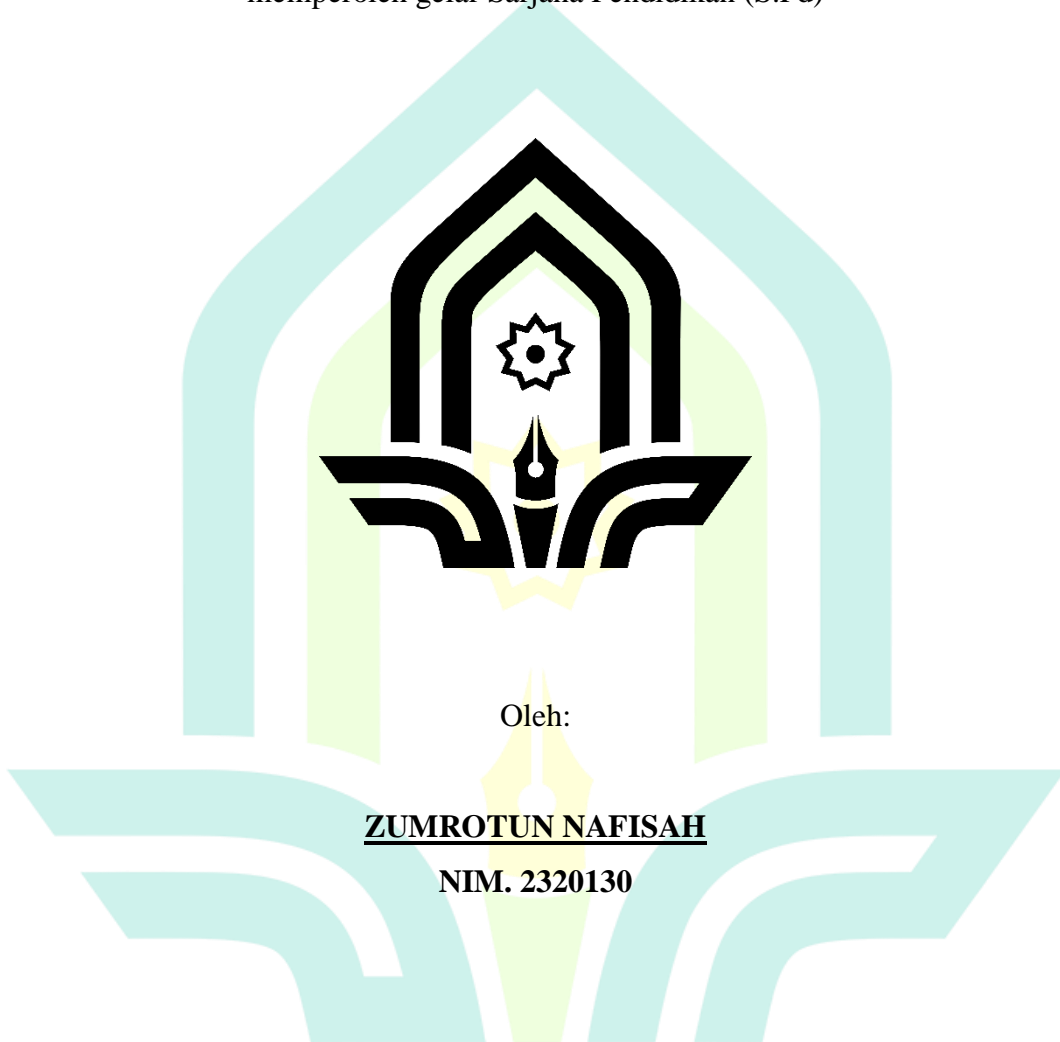 memperoleh gelar Sarjana Pendidikan (S.Pd)
Oleh:
ZUMROTUN NAFISAH
NIM. 2320130